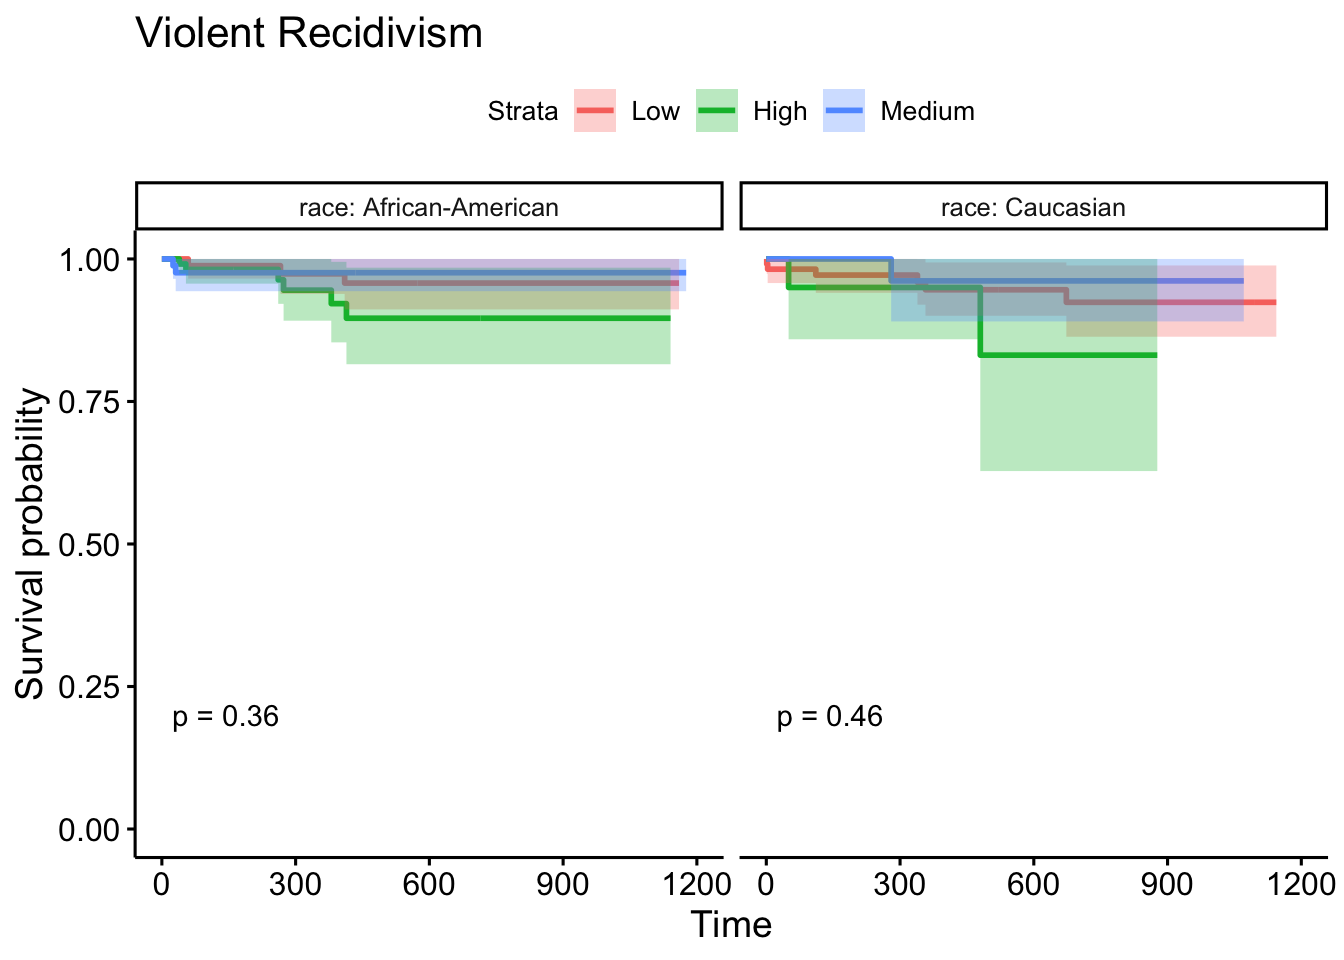 Violent Recidivism
Strata Low High Medium
race: African-American race: Caucasian
1.00
0.75
0.50
0.25
0.00
Survival probability
p = 0.36 p = 0.46
0 300 600 900 1200 0 300 600 900 1200
Time